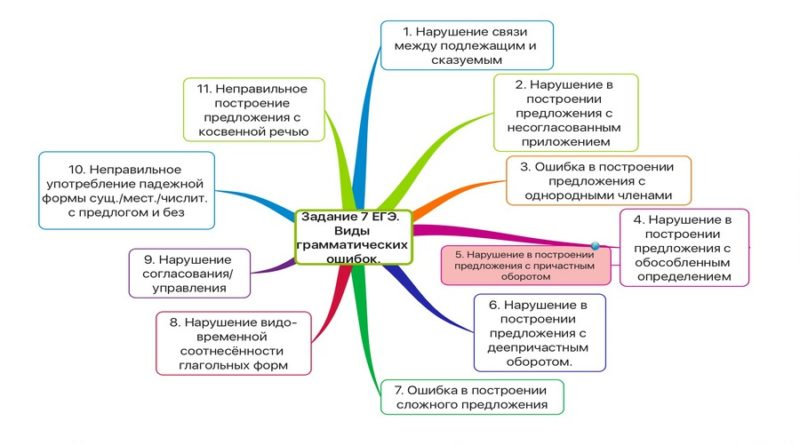 1. Нарушение связи
между подлежащим и
сказуемым
2. Нарушение в
построении
предложения с
несогласованным
приложением
3. Ошибка в построении
предложения с
однородными членами
4. Нарушение в
построении
предложения с
обособленным
определением
5. Нарушение в построении
предложения с причастным
оборотом
6. Нарушение в
построении
предложения с
деепричастным
оборотом.
7. Ошибка в построении
сложного предложения
8. Нарушение видо-
временной
соотнесённости
глагольных форм
9. Нарушение
согласования/
управления
10. Неправильное
употребление падежной
формы сущ./мест./числит.
с предлогом и без
11. Неправильное
построение
предложения с
косвенной речью
Задание 7 ЕГЭ.
Виды
грамматических
ошибок.